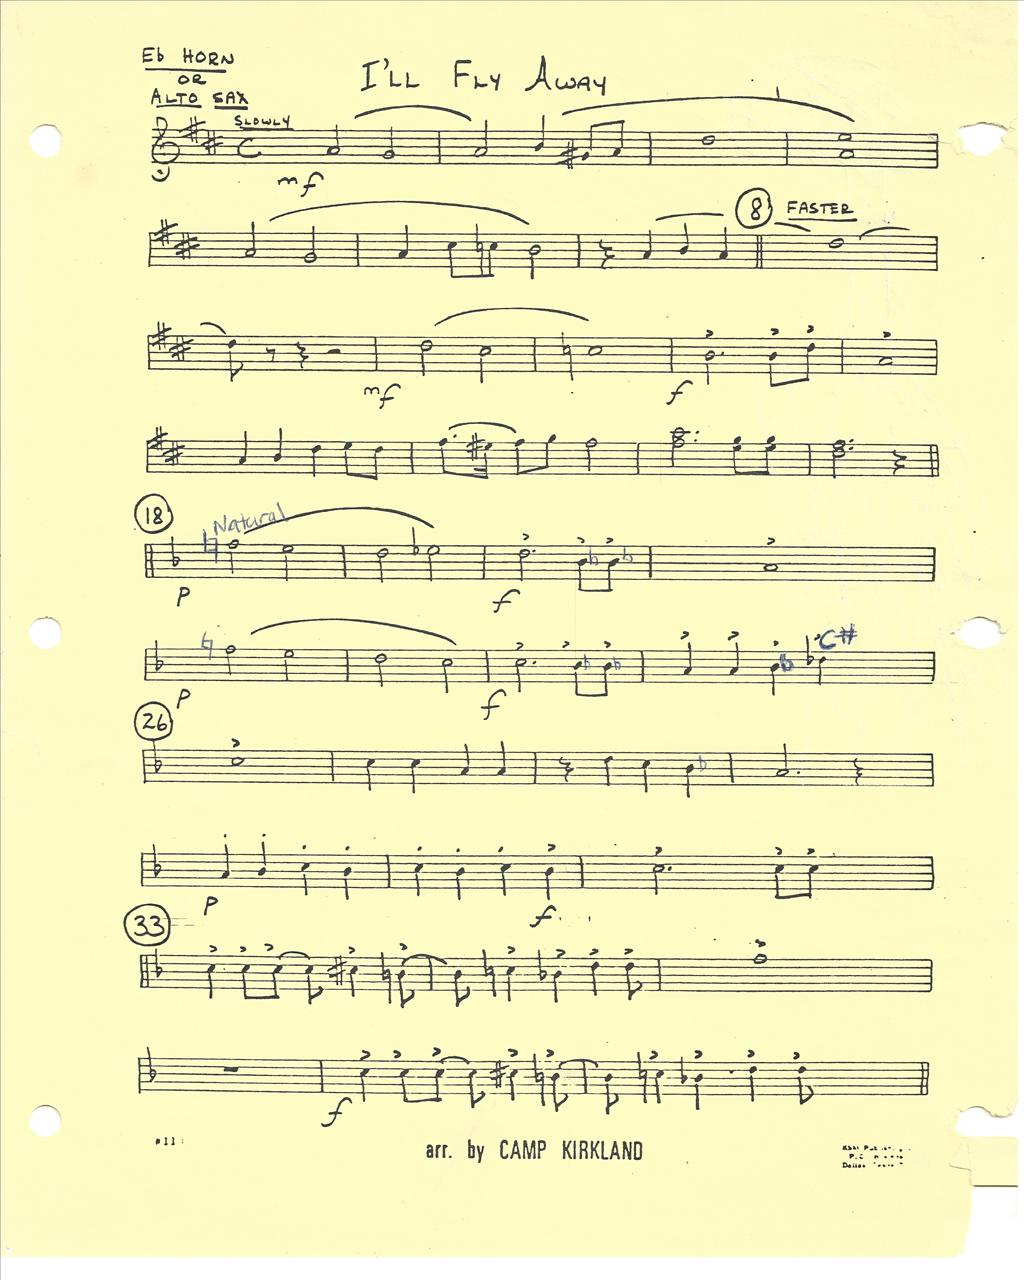 Eb HORN
OR
ALTO SAX
I'LL FLY AWAY
SLOWLY
mf
8 FASTER
mf f
18
Natural
p f
b b
C#
p f
b b b
26
b
p f
33
f
#11
arr. by CAMP KIRKLAND
Dallas